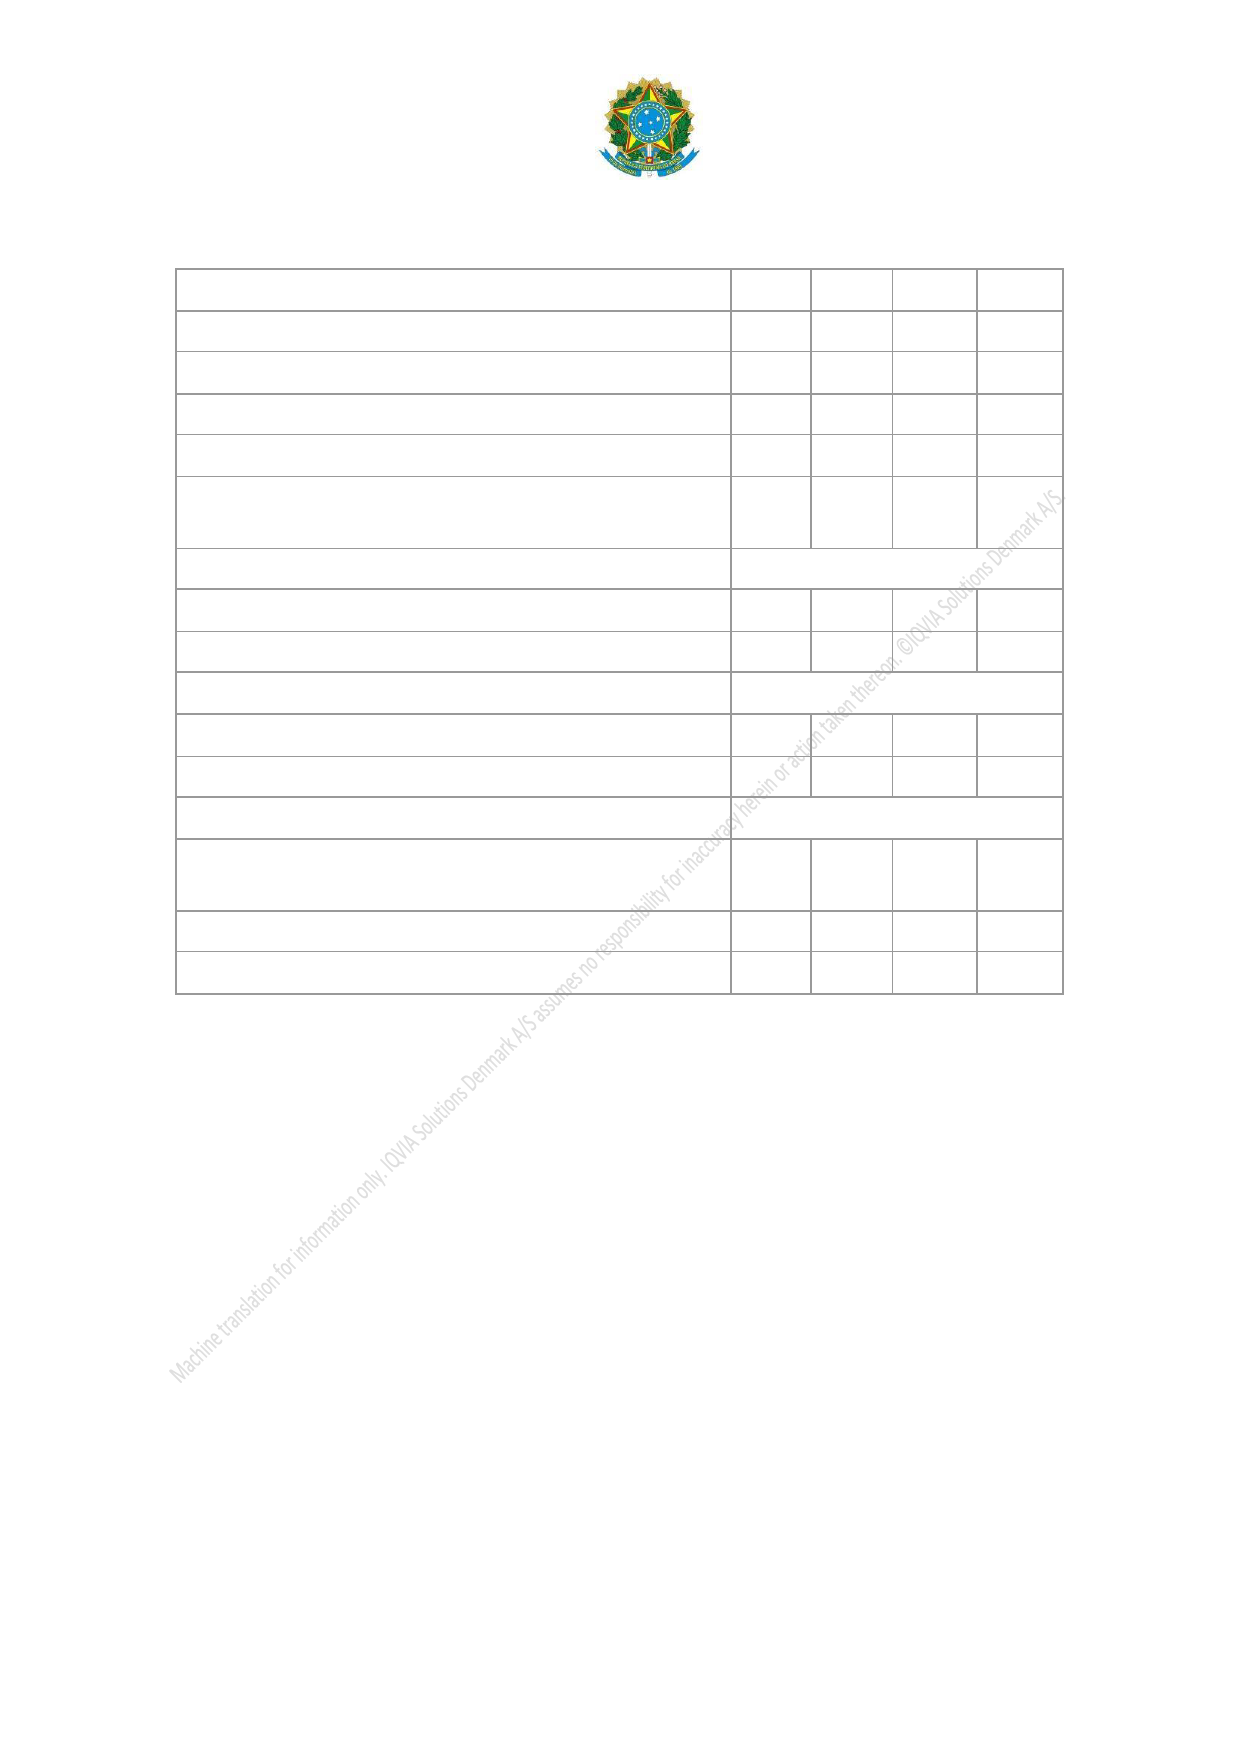 Machine translation for information only. IQVIA Solutions Denmark A/S assumes no responsibility for inaccuracy herein or action taken thereon. ©IQVIA Solutions Denmark A/S.